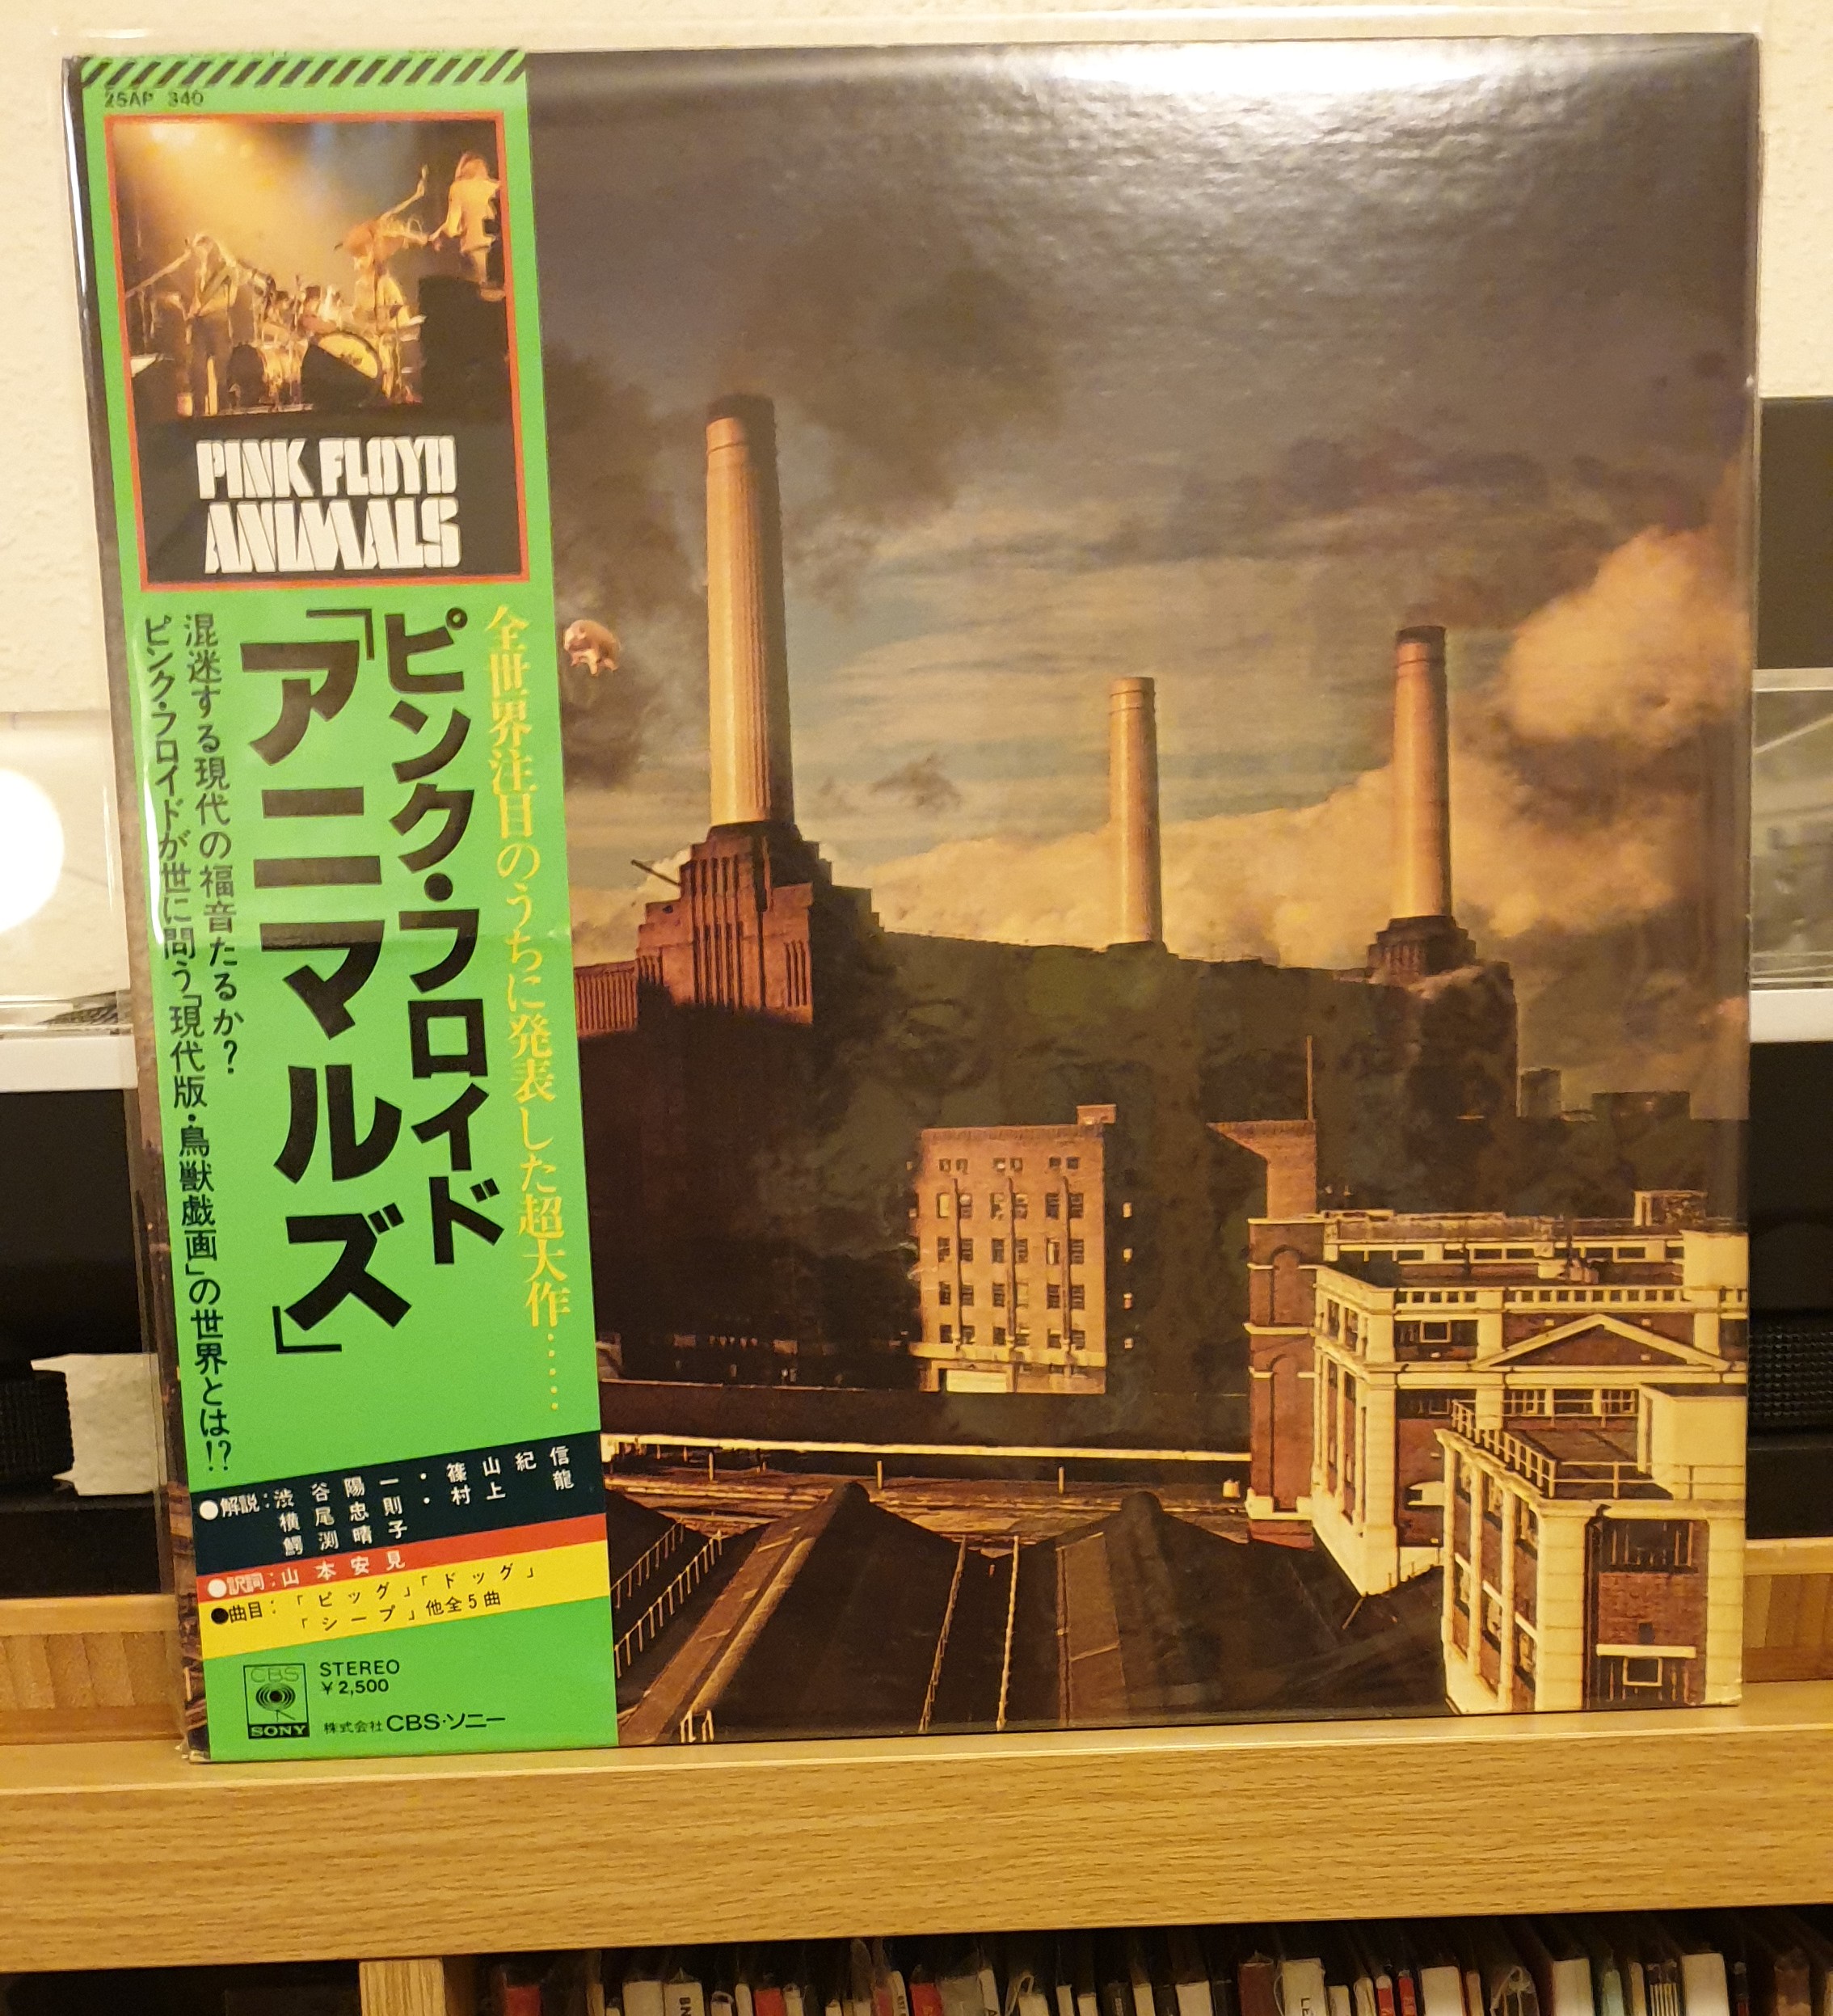 25AP 340
PINK FLOYD
ANIMALS
全世界注目のうちに発表した超大作……
ピンク・フロイド
「アニマルズ」
混迷する現代の福音たるか?
ピンク・フロイドが世に問う「現代版・鳥獣戯画」の世界とは!?
●解説:渋谷陽一・篠山紀信
横尾忠則・村上龍
鰐渕晴子
●訳詞:山本安見
●曲目:「ピッグ」「ドッグ」
「シープ」他全5曲
CBS
SONY
STEREO
¥2,500
株式会社 CBS・ソニー